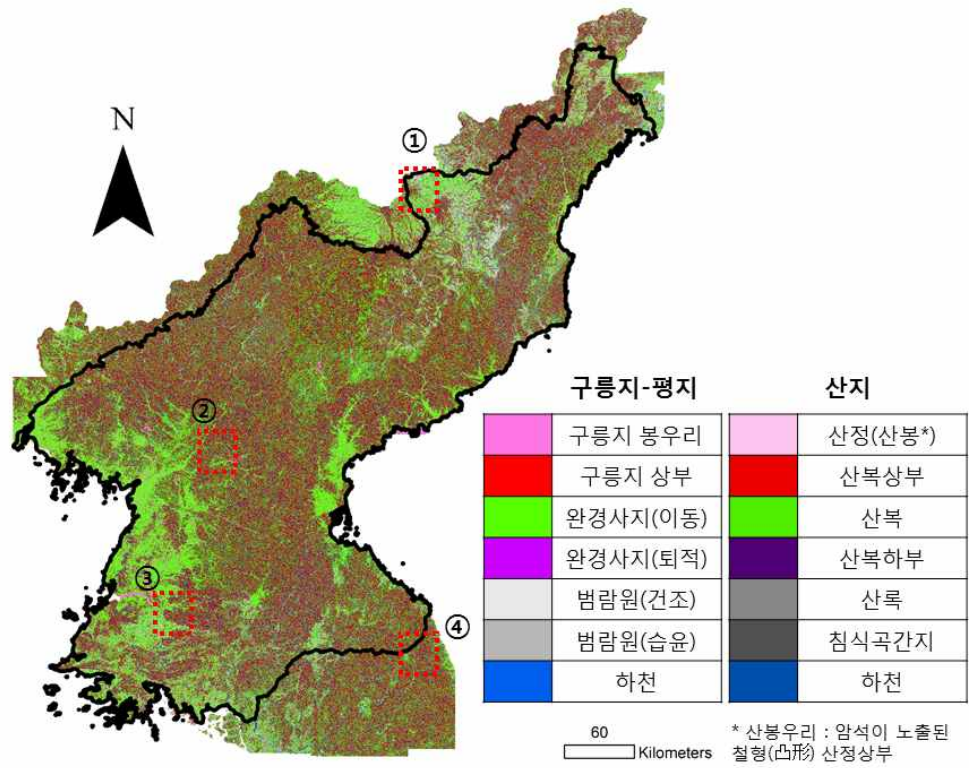 ①
N
②
③
④
구릉지-평지 산지
구릉지 봉우리 산정(산봉*)
구릉지 상부 산복상부
완경사지(이동) 산복
완경사지(퇴적) 산복하부
범람원(건조) 산록
범람원(습윤) 침식곡간지
하천 하천
60
Kilometers
* 산봉우리 : 암석이 노출된
철형(凸形) 산정상부